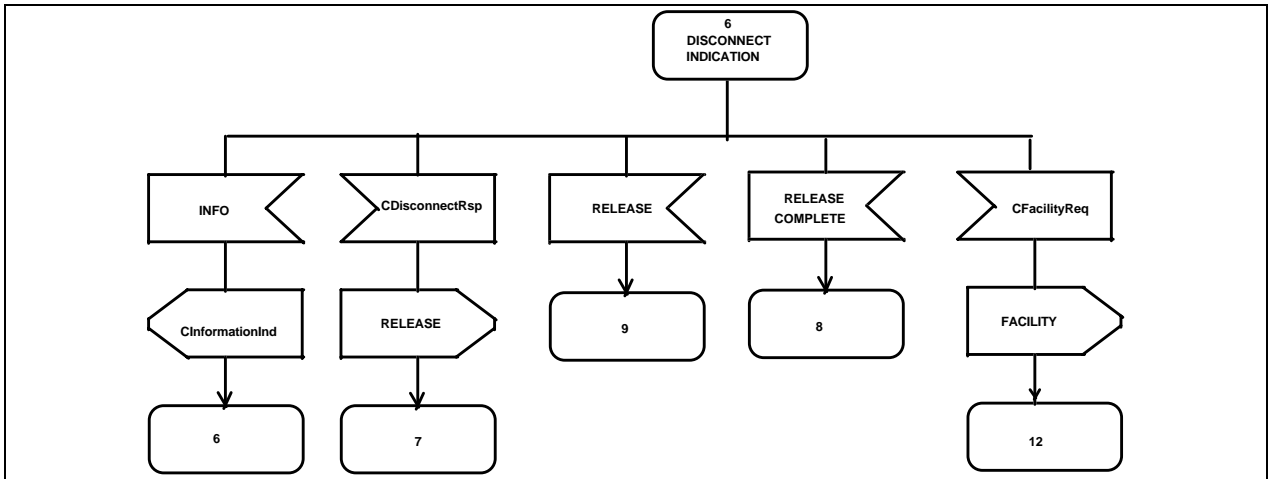 6
DISCONNECT
INDICATION
INFO
CDisconnectRsp
RELEASE
RELEASE
COMPLETE
CFacilityReq
CInformationInd
RELEASE
9
8
FACILITY
6
7
12